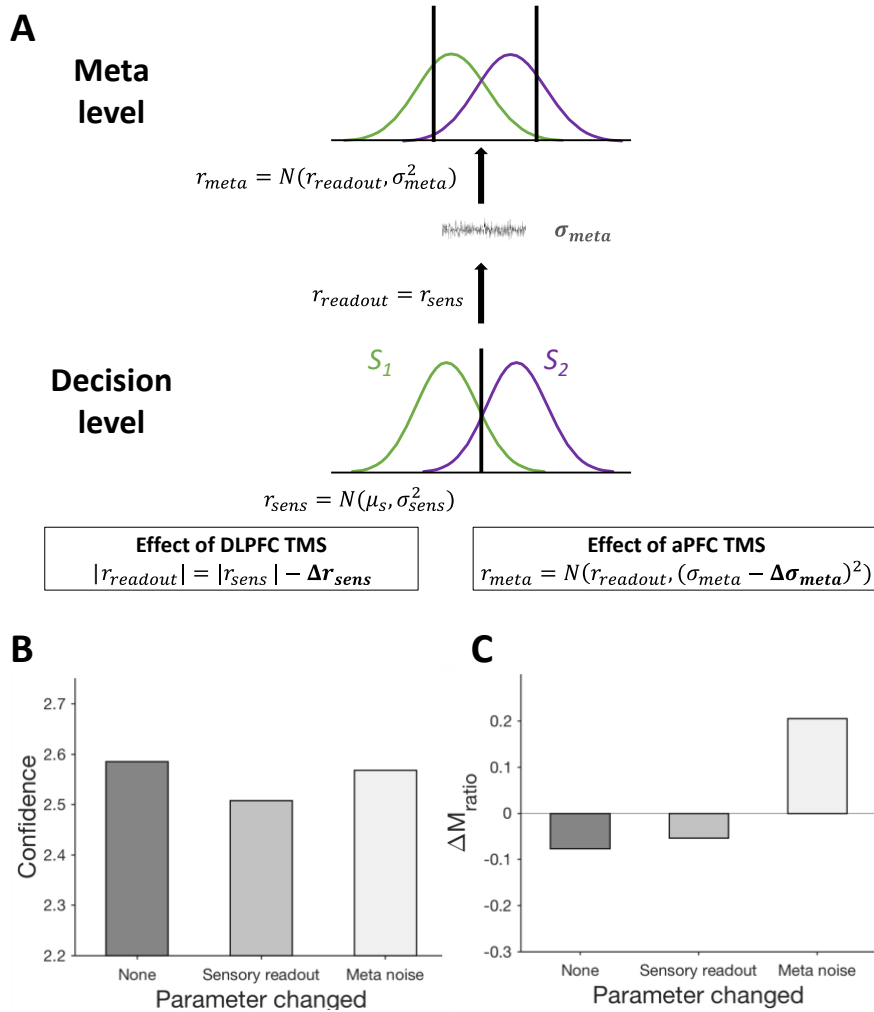 A
Meta
level
r_meta = N(r_readout, σ²_meta)
σ_meta
r_readout = r_sens
S₁
S₂
Decision
level
r_sens = N(μ_s, σ²_sens)
Effect of DLPFC TMS
|r_readout| = |r_sens| − Δr_sens
Effect of aPFC TMS
r_meta = N(r_readout, (σ_meta − Δσ_meta)²)
B
2.7
2.6
2.5
2.4
2.3
2.2
Confidence
None
Sensory readout
Meta noise
Parameter changed
C
0.2
0.1
0
-0.1
-0.2
-0.3
ΔM_ratio
None
Sensory readout
Meta noise
Parameter changed